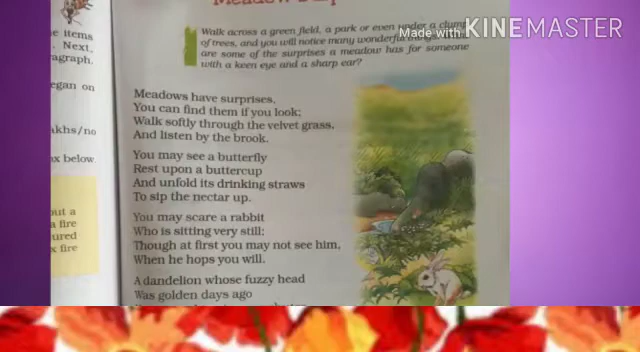 Made with KINEMASTER
Walk across a green field, a park or even under a clump
of trees, and you will notice many wonderful
are some of the surprises a meadow has for someone
with a keen eye and a sharp ear?
e items
. Next,
agraph.
egan on
akhs/no
x below.
out a
a fire
ured
x fire
Meadows have surprises,
You can find them if you look;
Walk softly through the velvet grass,
And listen by the brook.
You may see a butterfly
Rest upon a buttercup
And unfold its drinking straws
To sip the nectar up.
You may scare a rabbit
Who is sitting very still;
Though at first you may not see him,
When he hops you will.
A dandelion whose fuzzy head
Was golden days ago